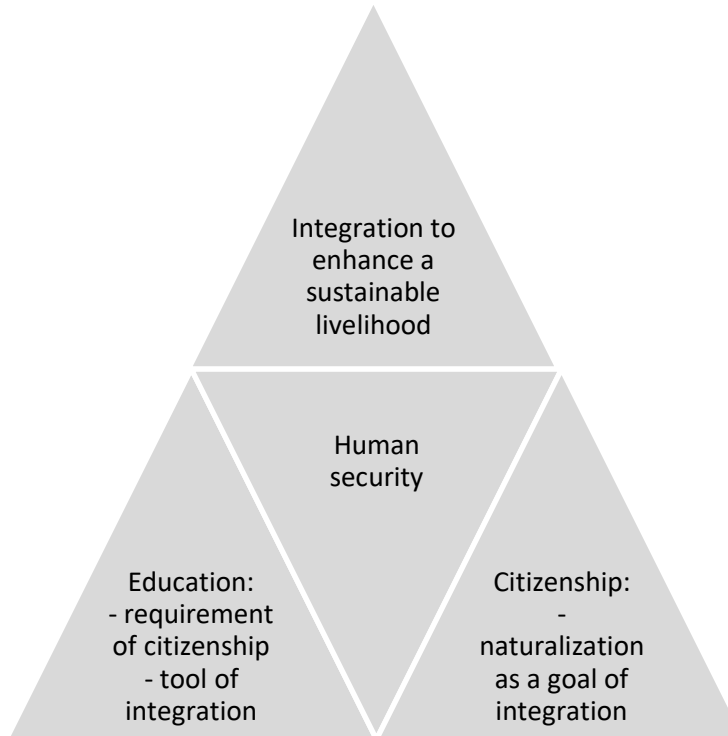 Integration to
enhance a
sustainable
livelihood
Human
security
Education:
- requirement
of citizenship
- tool of
integration
Citizenship:
-
naturalization
as a goal of
integration